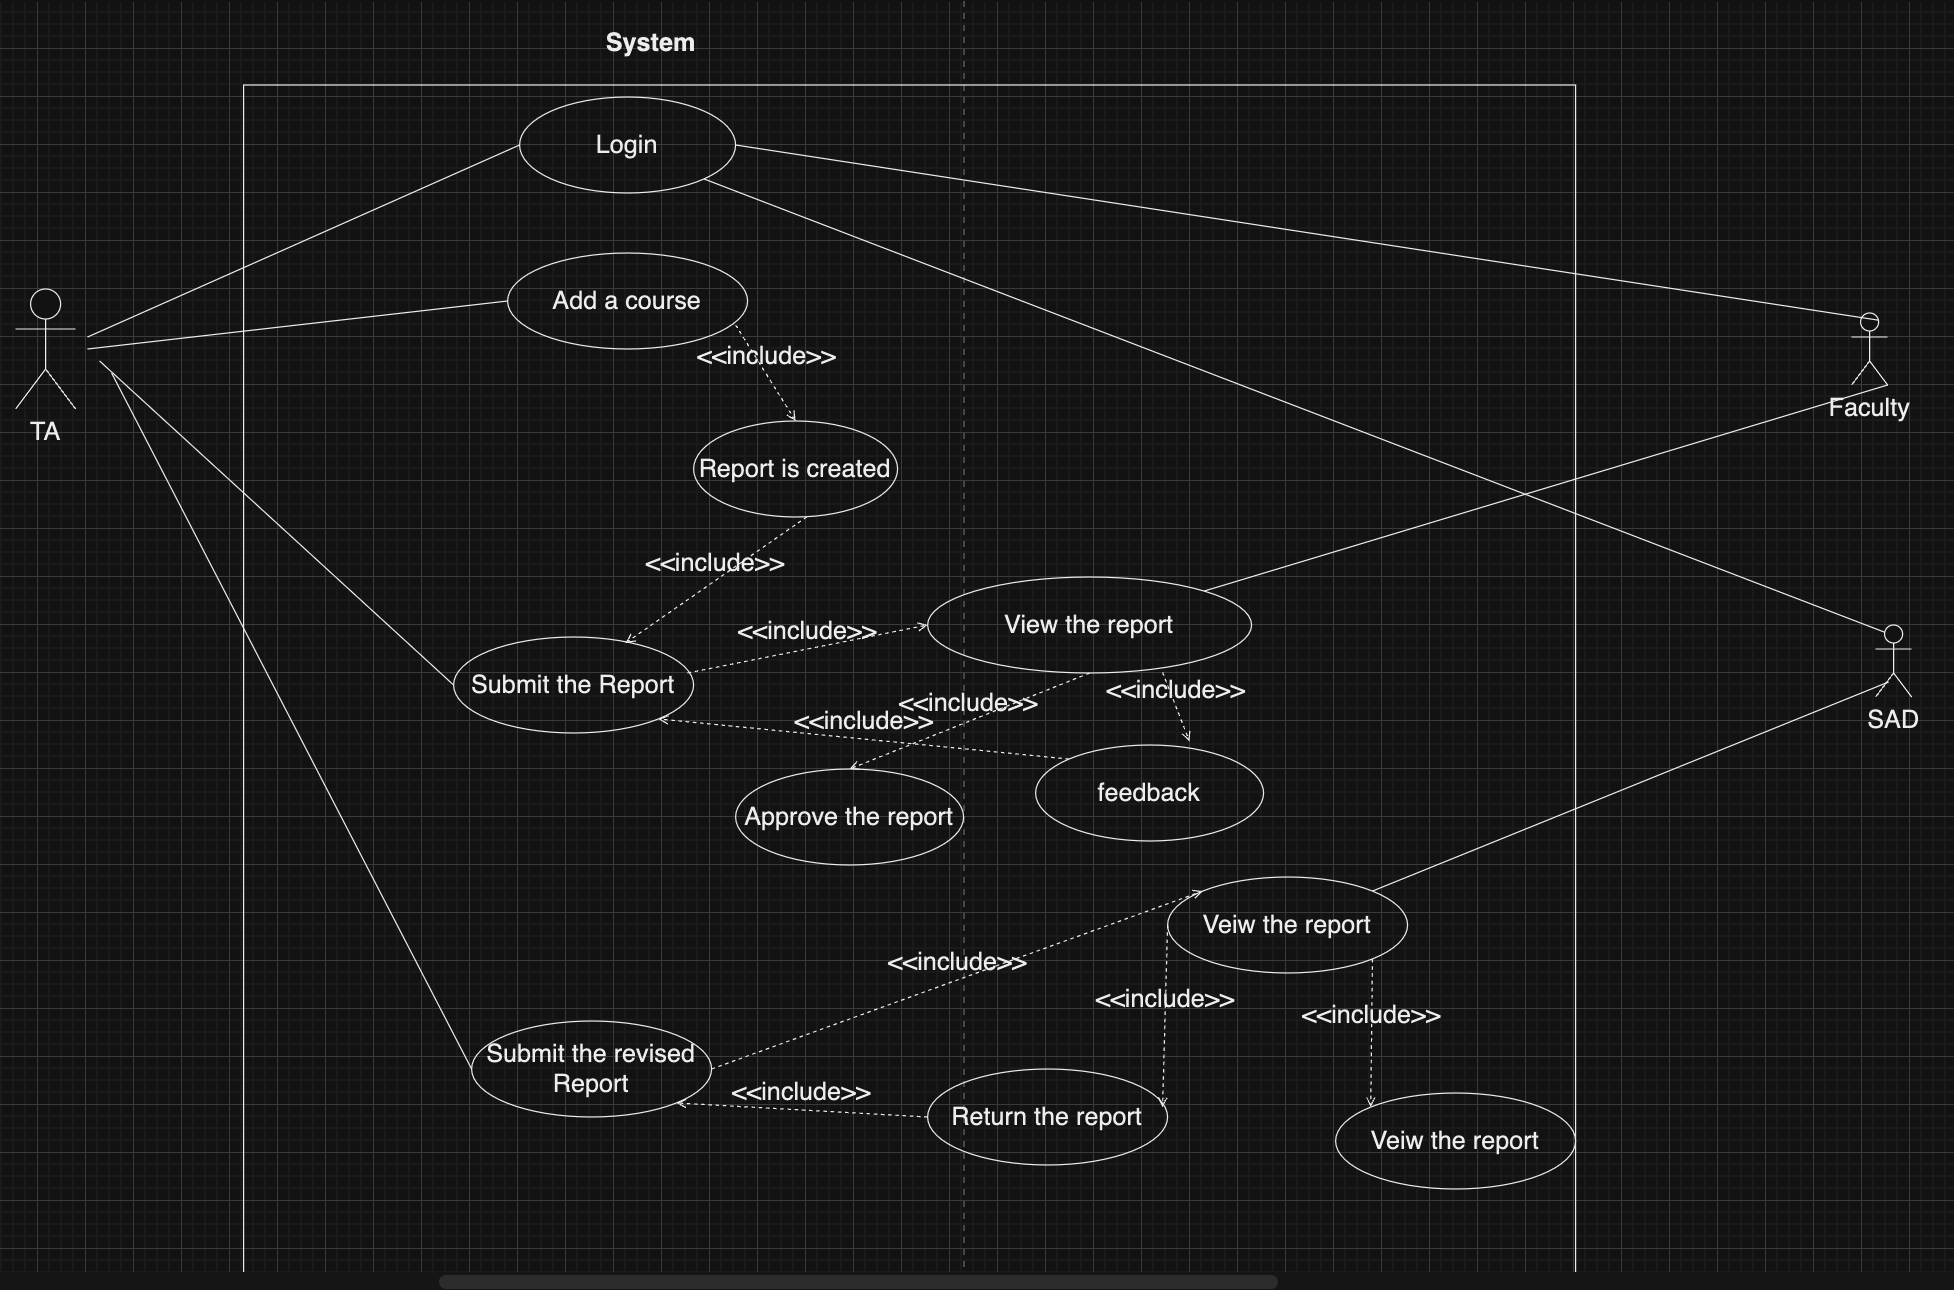 System
Login
Add a course
<<include>>
TA
Faculty
Report is created
<<include>>
View the report
<<include>>
Submit the Report
<<include>>
<<include>>
<<include>>
SAD
feedback
Approve the report
Veiw the report
<<include>>
<<include>>
<<include>>
Submit the revised
Report
<<include>>
Return the report
Veiw the report